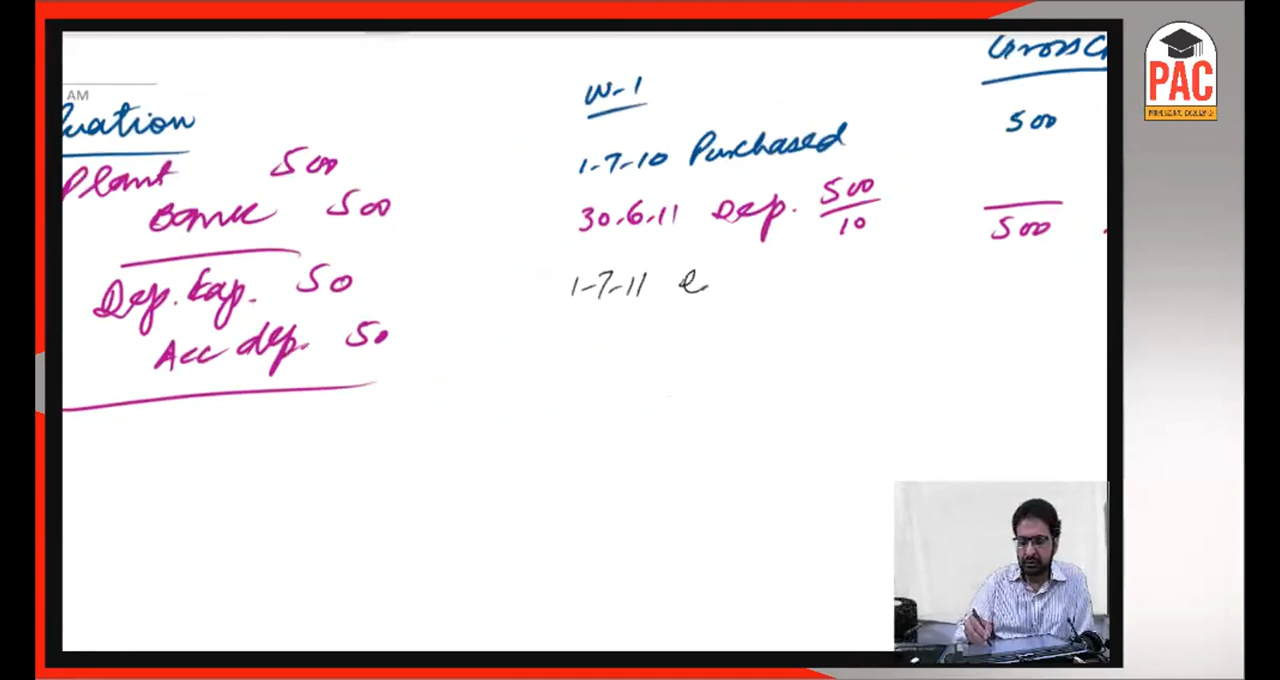 AM
uation
Plant 500
Bank 500
Dep. Exp. 50
Acc dep. 50
W-1
1-7-10 Purchased
30.6.11 Dep. 500/10
1-7-11
Gross C
500
500
PAC